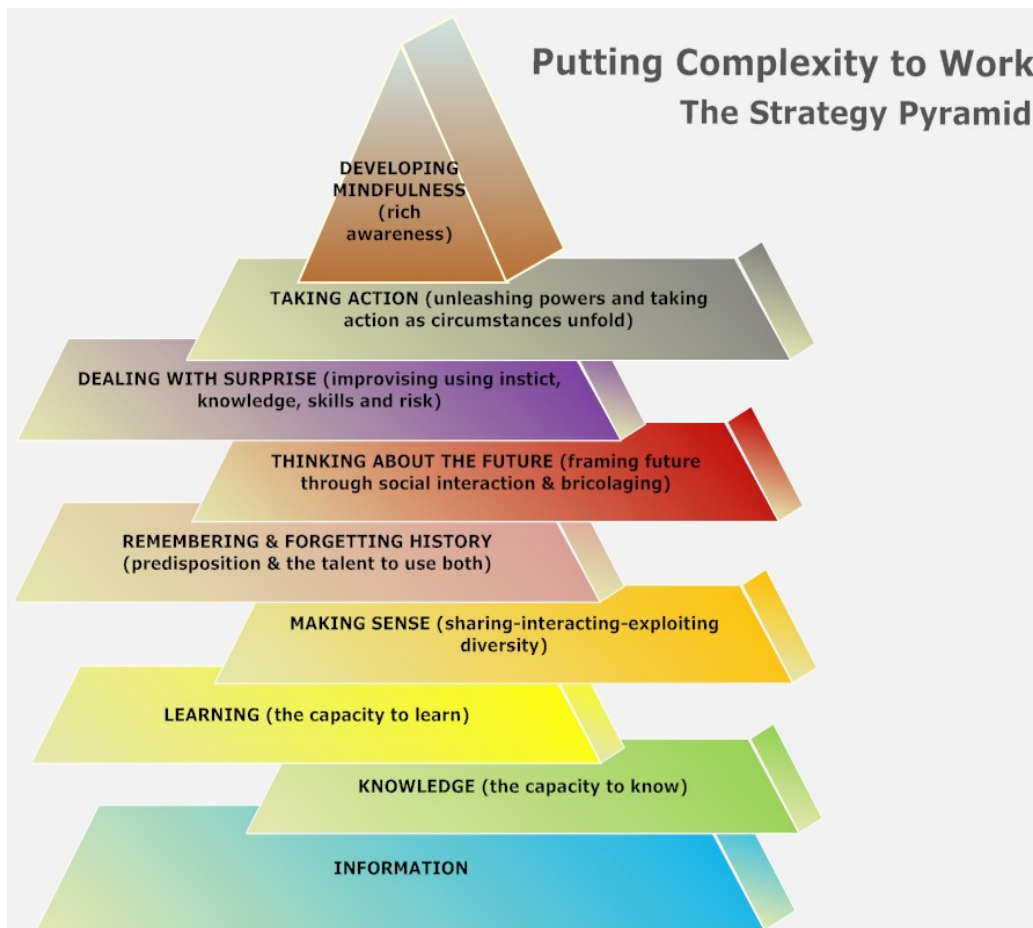 Putting Complexity to Work
The Strategy Pyramid
DEVELOPING
MINDFULNESS
(rich
awareness)
TAKING ACTION (unleashing powers and taking
action as circumstances unfold)
DEALING WITH SURPRISE (improvising using instict,
knowledge, skills and risk)
THINKING ABOUT THE FUTURE (framing future
through social interaction & bricolaging)
REMEMBERING & FORGETTING HISTORY
(predisposition & the talent to use both)
MAKING SENSE (sharing-interacting-exploiting
diversity)
LEARNING (the capacity to learn)
KNOWLEDGE (the capacity to know)
INFORMATION